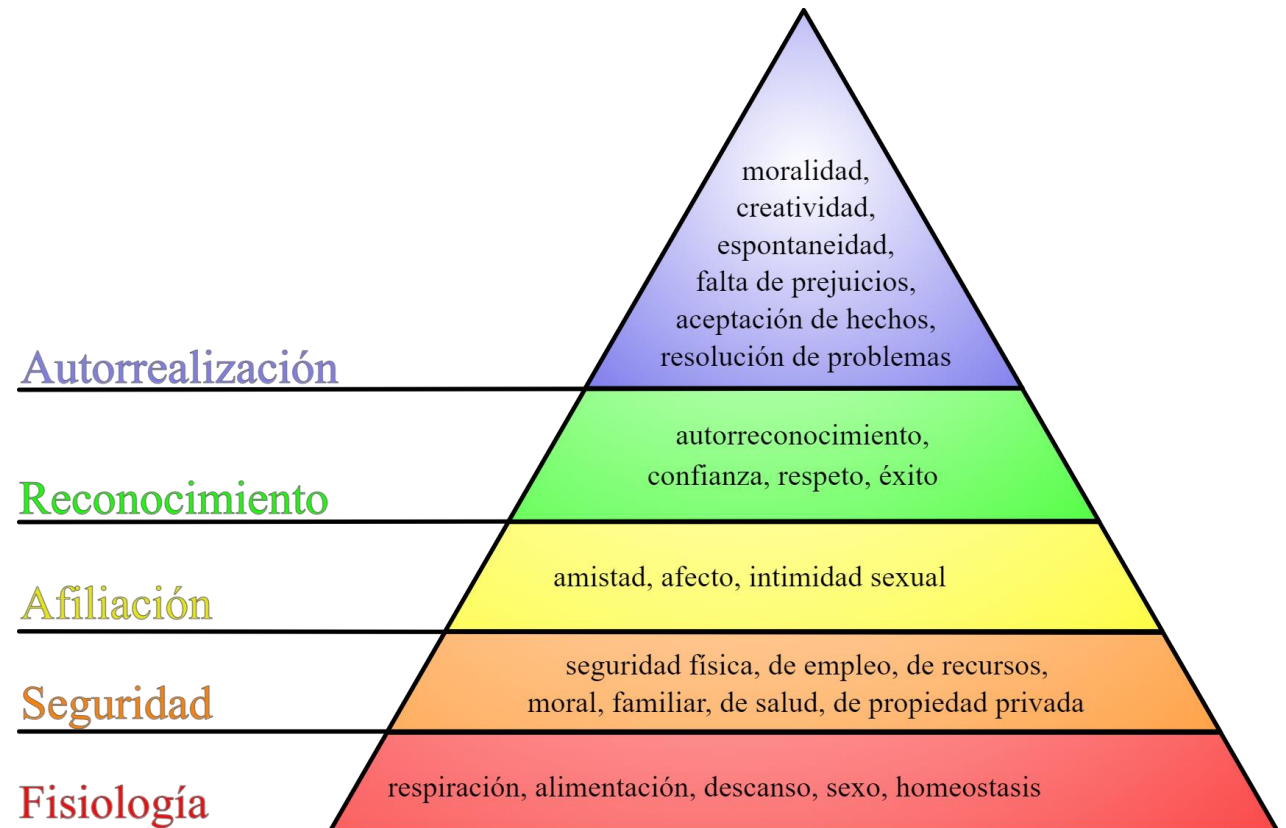 moralidad,
creatividad,
espontaneidad,
falta de prejuicios,
aceptación de hechos,
resolución de problemas
Autorrealización
autorreconocimiento,
confianza, respeto, éxito
Reconocimiento
amistad, afecto, intimidad sexual
Afiliación
seguridad física, de empleo, de recursos,
moral, familiar, de salud, de propiedad privada
Seguridad
respiración, alimentación, descanso, sexo, homeostasis
Fisiología